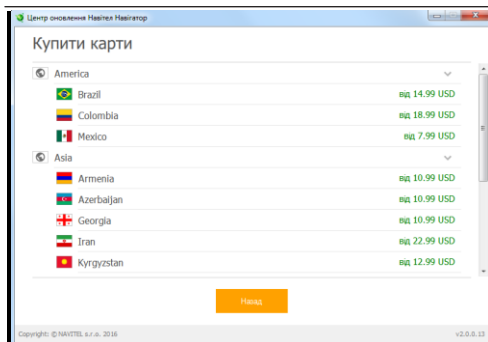 Центр оновлення Навітел Навігатор
Купити карти
America
Brazil від 14.99 USD
Colombia від 18.99 USD
Mexico від 7.99 USD
Asia
Armenia від 10.99 USD
Azerbaijan від 10.99 USD
Georgia від 10.99 USD
Iran від 22.99 USD
Kyrgyzstan від 12.99 USD
Назад
Copyright: © NAVITEL s.r.o. 2016 v2.0.0.13